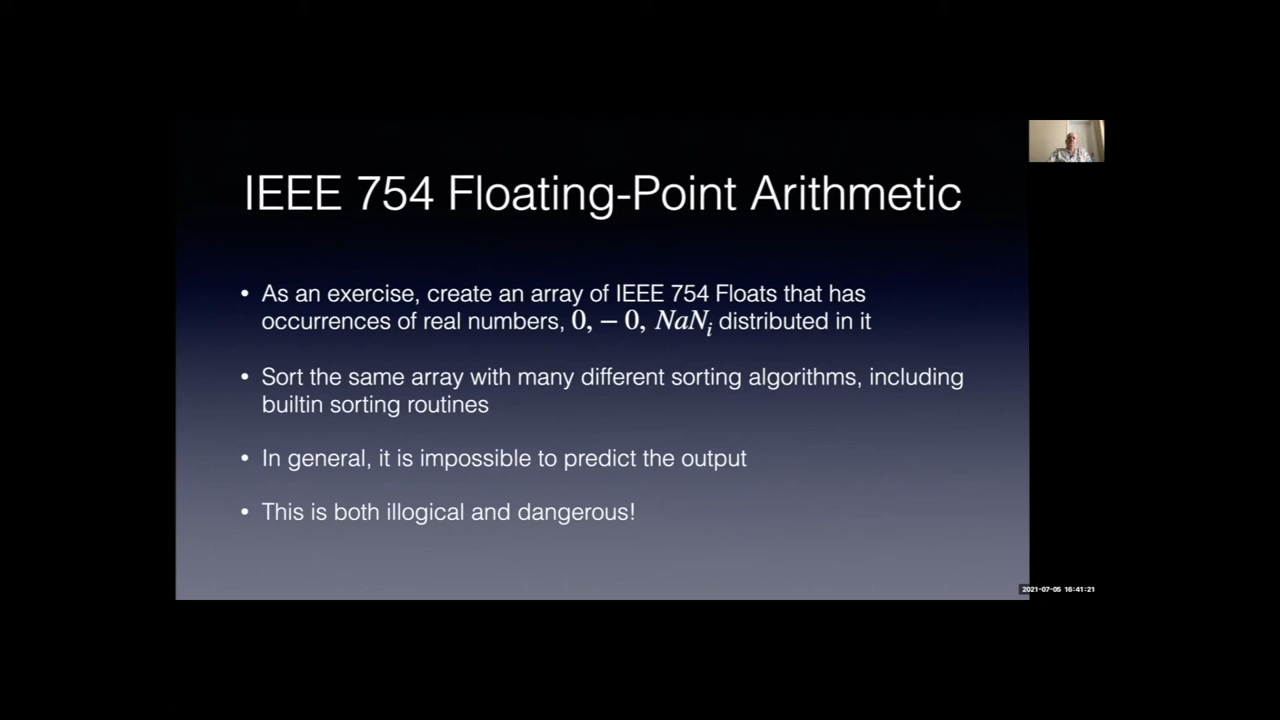 IEEE 754 Floating-Point Arithmetic
• As an exercise, create an array of IEEE 754 Floats that has
occurrences of real numbers, 0, − 0, NaNᵢ distributed in it
• Sort the same array with many different sorting algorithms, including
builtin sorting routines
• In general, it is impossible to predict the output
• This is both illogical and dangerous!
2021-07-05 16:41:21